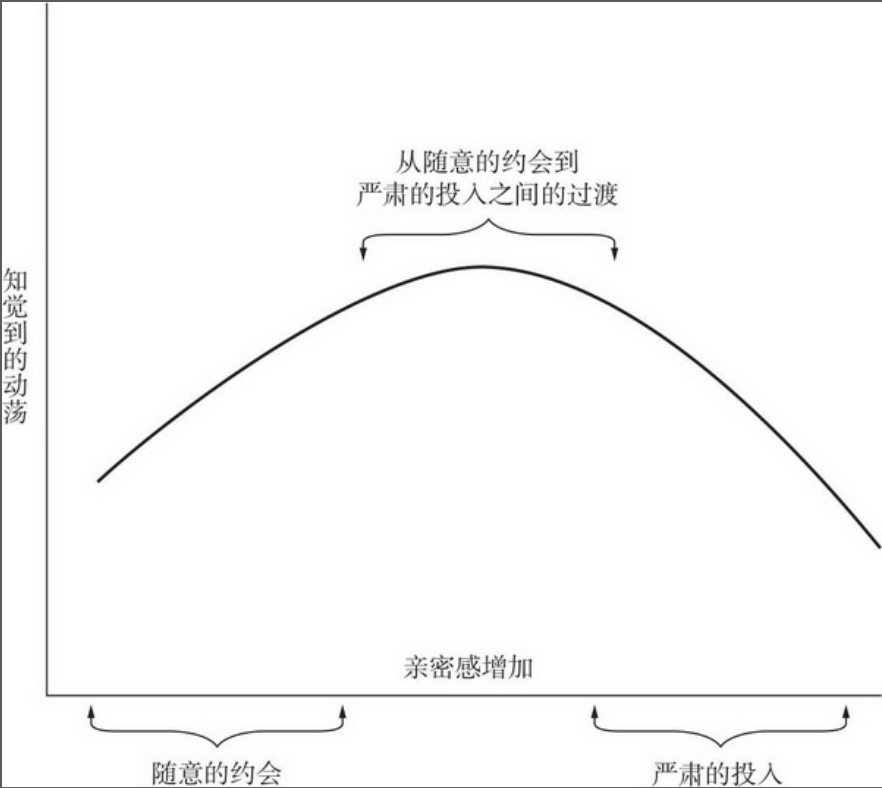 从随意的约会到
严肃的投入之间的过渡
知觉到的动荡
亲密感增加
随意的约会
严肃的投入